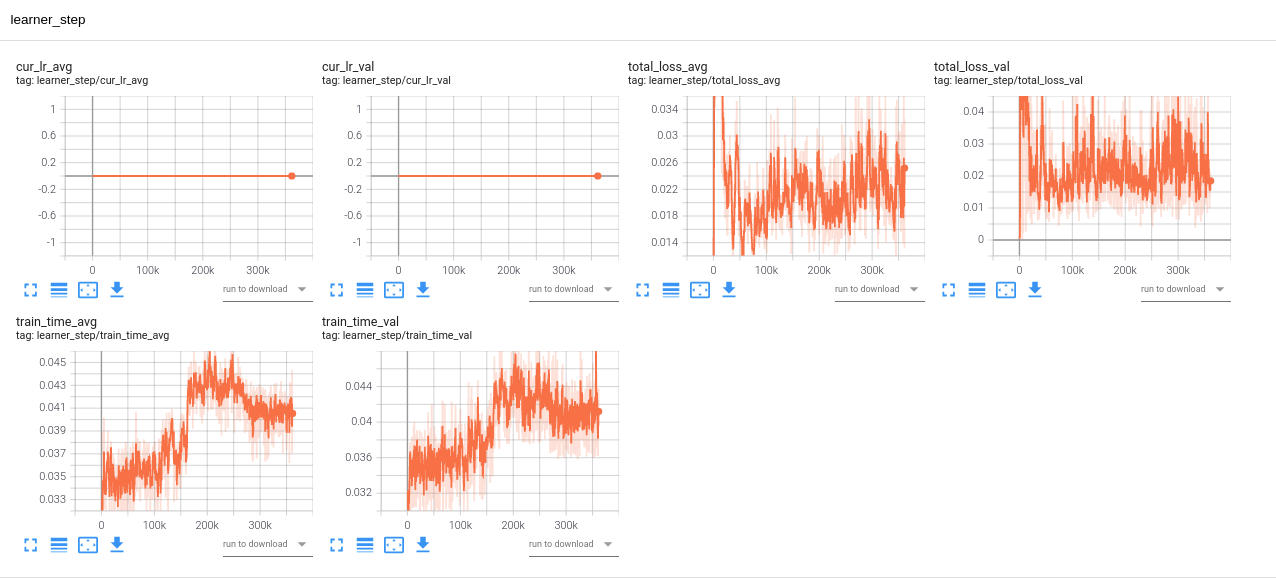 learner_step
cur_lr_avg
tag: learner_step/cur_lr_avg
1
0.6
0.2
-0.2
-0.6
-1
0 100k 200k 300k
run to download
cur_lr_val
tag: learner_step/cur_lr_val
1
0.6
0.2
-0.2
-0.6
-1
0 100k 200k 300k
run to download
total_loss_avg
tag: learner_step/total_loss_avg
0.034
0.03
0.026
0.022
0.018
0.014
0 100k 200k 300k
run to download
total_loss_val
tag: learner_step/total_loss_val
0.04
0.03
0.02
0.01
0
0 100k 200k 300k
run to download
train_time_avg
tag: learner_step/train_time_avg
0.045
0.043
0.041
0.039
0.037
0.035
0.033
0 100k 200k 300k
run to download
train_time_val
tag: learner_step/train_time_val
0.044
0.04
0.036
0.032
0 100k 200k 300k
run to download